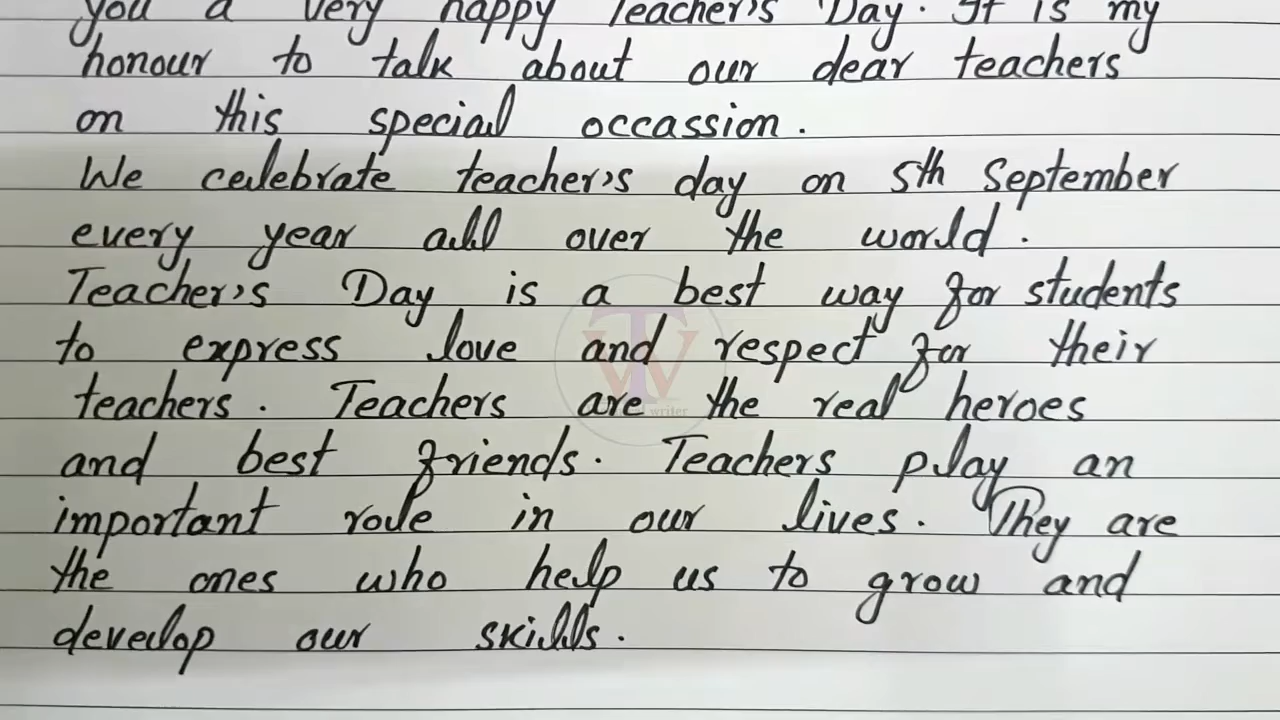 you a very happy Teacher's Day. It is my
honour to talk about our dear teachers
on this special occassion.
We celebrate teacher's day on 5th September
every year all over the world.
Teacher's Day is a best way for students
to express love and respect for their
teachers. Teachers are the real heroes
writer
and best friends. Teachers play an
important role in our lives. They are
the ones who help us to grow and
develop our skills.